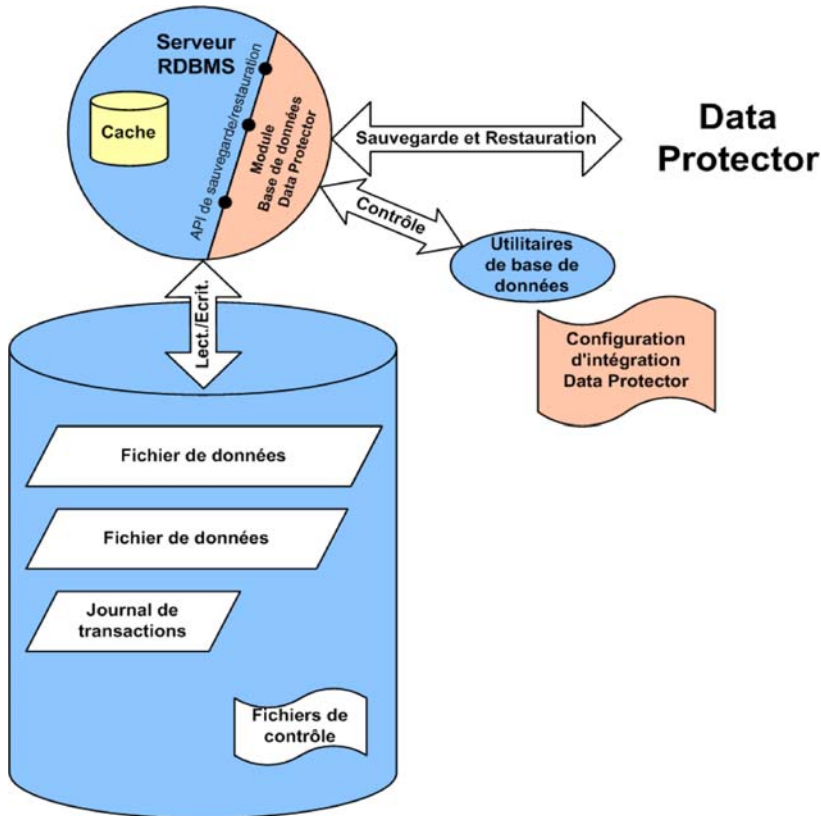 Serveur
RDBMS
Cache
API de sauvegarde/restauration
Module
Base de données
Data Protector
Sauvegarde et Restauration
Data
Protector
Contrôle
Utilitaires
de base de
données
Configuration
d'intégration
Data Protector
Lect./Ecrit.
Fichier de données
Fichier de données
Journal de
transactions
Fichiers de
contrôle